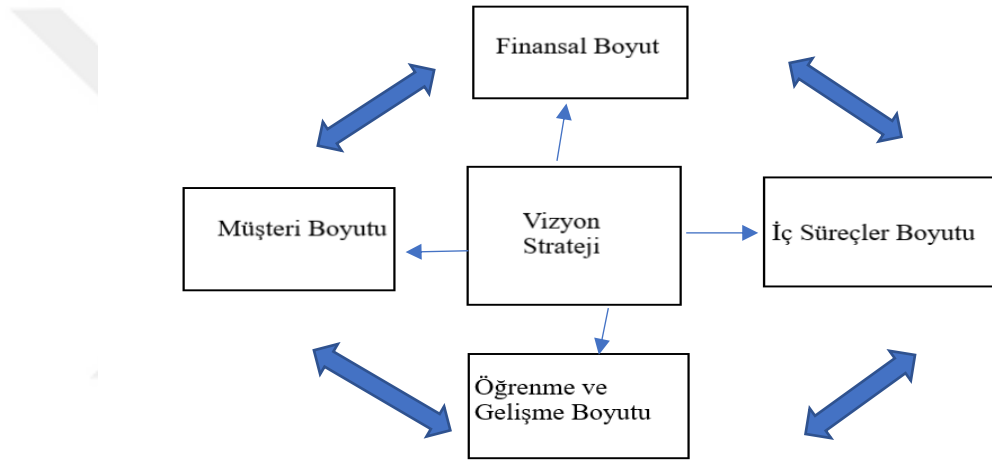 Finansal Boyut
Müşteri Boyutu
Vizyon
Strateji
İç Süreçler Boyutu
Öğrenme ve
Gelişme Boyutu